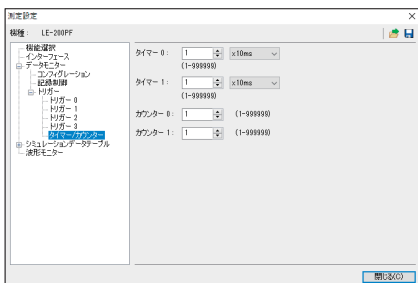 測定設定
機種： LE-200PF
機能選択
インターフェース
データモニター
コンフィグレーション
記録制御
トリガー
トリガー 0
トリガー 1
トリガー 2
トリガー 3
タイマー/カウンター
シミュレーションデータテーブル
波形モニター
タイマー 0： 1 x10ms
(1-999999)
タイマー 1： 1 x10ms
(1-999999)
カウンター 0： 1 (1-999999)
カウンター 1： 1 (1-999999)
閉じる(C)